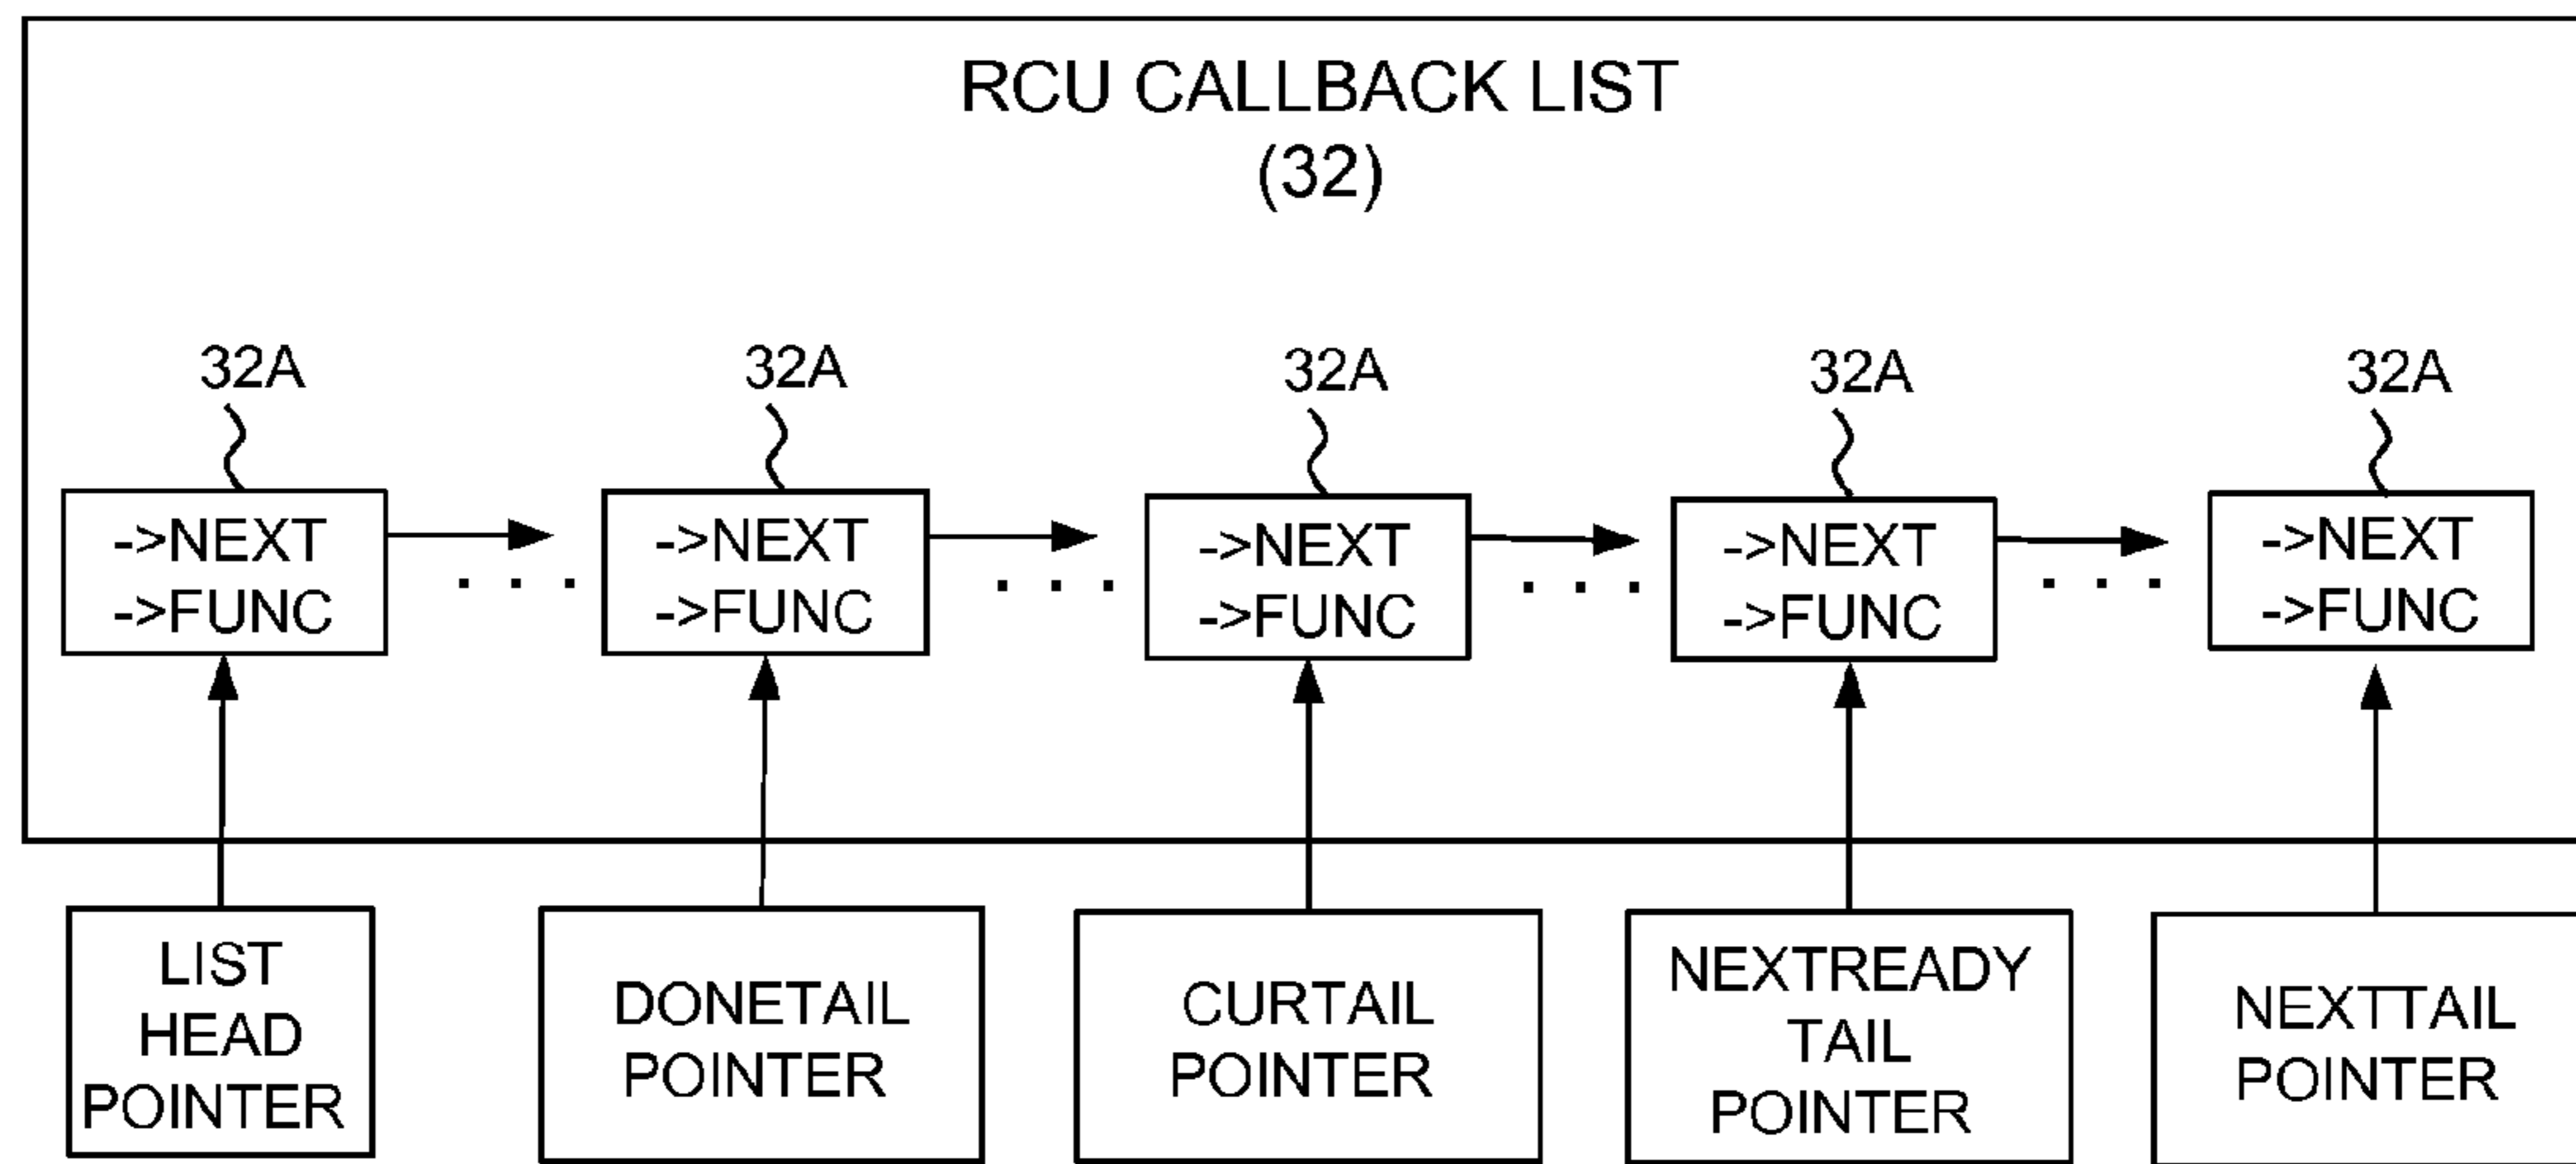 RCU CALLBACK LIST
(32)
32A 32A 32A 32A 32A
->NEXT ->NEXT ->NEXT ->NEXT ->NEXT
->FUNC ->FUNC ->FUNC ->FUNC ->FUNC
. . . . . . . . . . . .
LIST
HEAD
POINTER
DONETAIL
POINTER
CURTAIL
POINTER
NEXTREADY
TAIL
POINTER
NEXTTAIL
POINTER